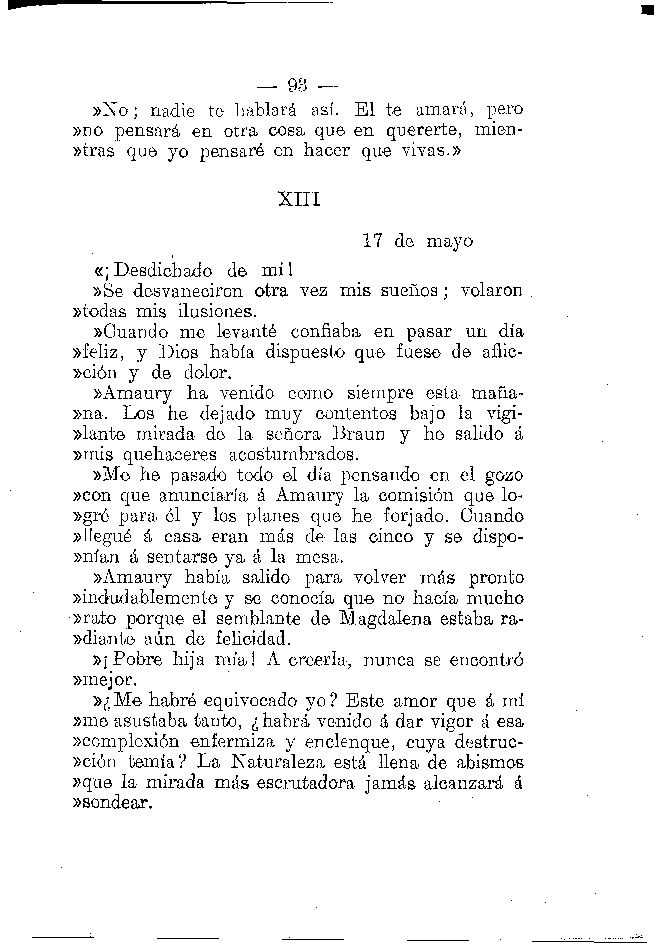 — 93 —
»No; nadie te hablará así. El te amará, pero
»no pensará en otra cosa que en quererte, mien-
»tras que yo pensaré en hacer que vivas.»
XIII
17 de mayo
«¡Desdichado de mí!
»Se desvanecieron otra vez mis sueños; volaron
»todas mis ilusiones.
»Cuando me levanté confiaba en pasar un día
»feliz, y Dios había dispuesto que fuese de aflic-
»ción y de dolor.
»Amaury ha venido como siempre esta maña-
»na. Los he dejado muy contentos bajo la vigi-
»lante mirada de la señora Braun y he salido á
»mis quehaceres acostumbrados.
»Me he pasado todo el día pensando en el gozo
»con que anunciaría á Amaury la comisión que lo-
»gré para él y los planes que he forjado. Cuando
»llegué á casa eran más de las cinco y se dispo-
»nían á sentarse ya á la mesa.
»Amaury había salido para volver más pronto
»indudablemente y se conocía que no hacía mucho
»rato porque el semblante de Magdalena estaba ra-
»diante aún de felicidad.
»¡Pobre hija mía! A creerla, nunca se encontró
»mejor.
»¿Me habré equivocado yo? Este amor que á mí
»me asustaba tanto, ¿habrá venido á dar vigor á esa
»complexión enfermiza y enclenque, cuya destruc-
»ción temía? La Naturaleza está llena de abismos
»que la mirada más escrutadora jamás alcanzará á
»sondear.